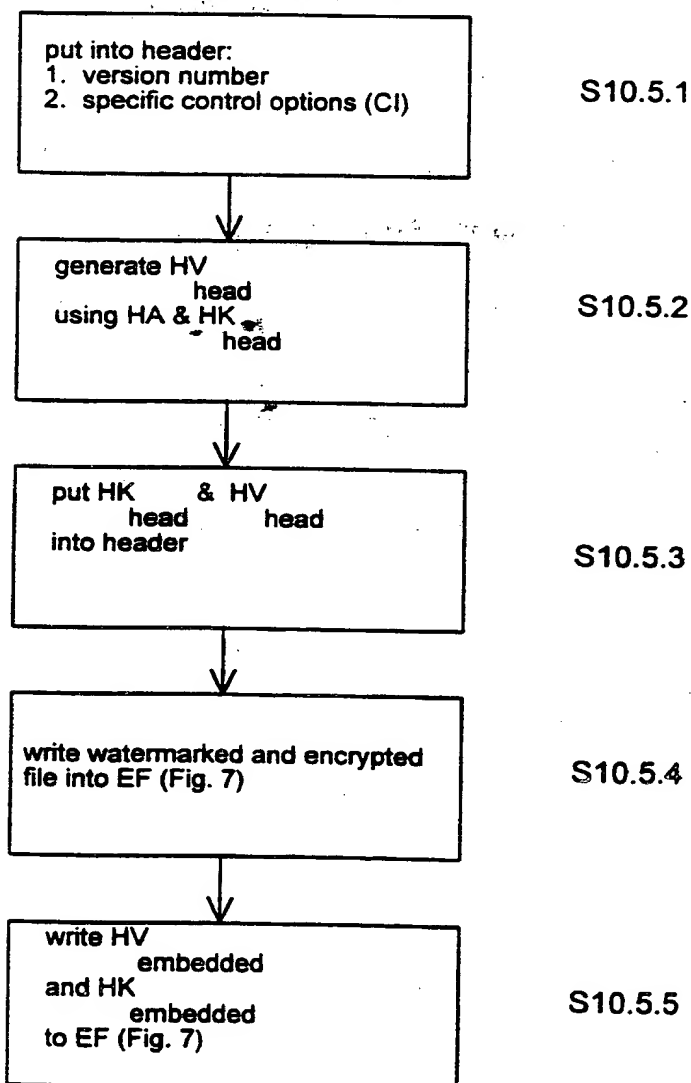 put into header:
1. version number
2. specific control options (CI)
S10.5.1
generate HV
head
using HA & HK
head
S10.5.2
put HK & HV
head head
into header
S10.5.3
write watermarked and encrypted
file into EF (Fig. 7)
S10.5.4
write HV
embedded
and HK
embedded
to EF (Fig. 7)
S10.5.5